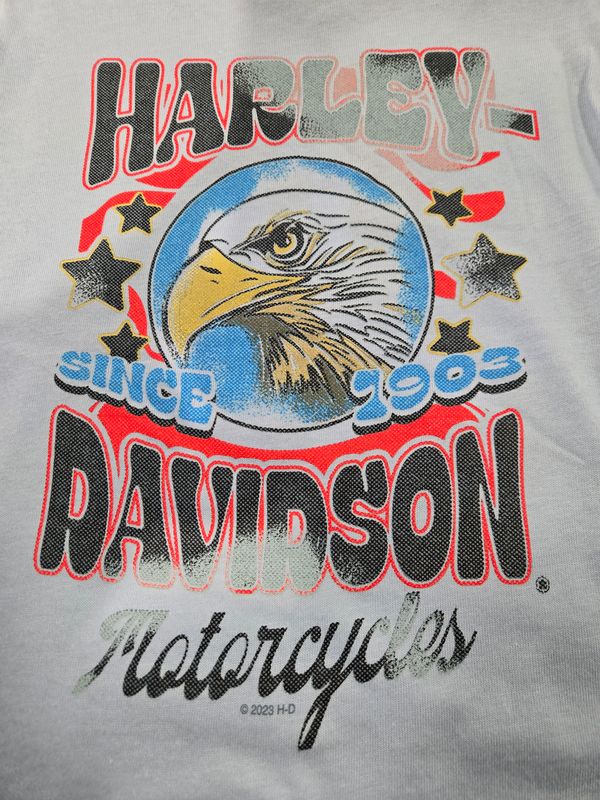 HARLEY-
SINCE 1903
DAVIDSON®
Motorcycles
© 2023 H-D